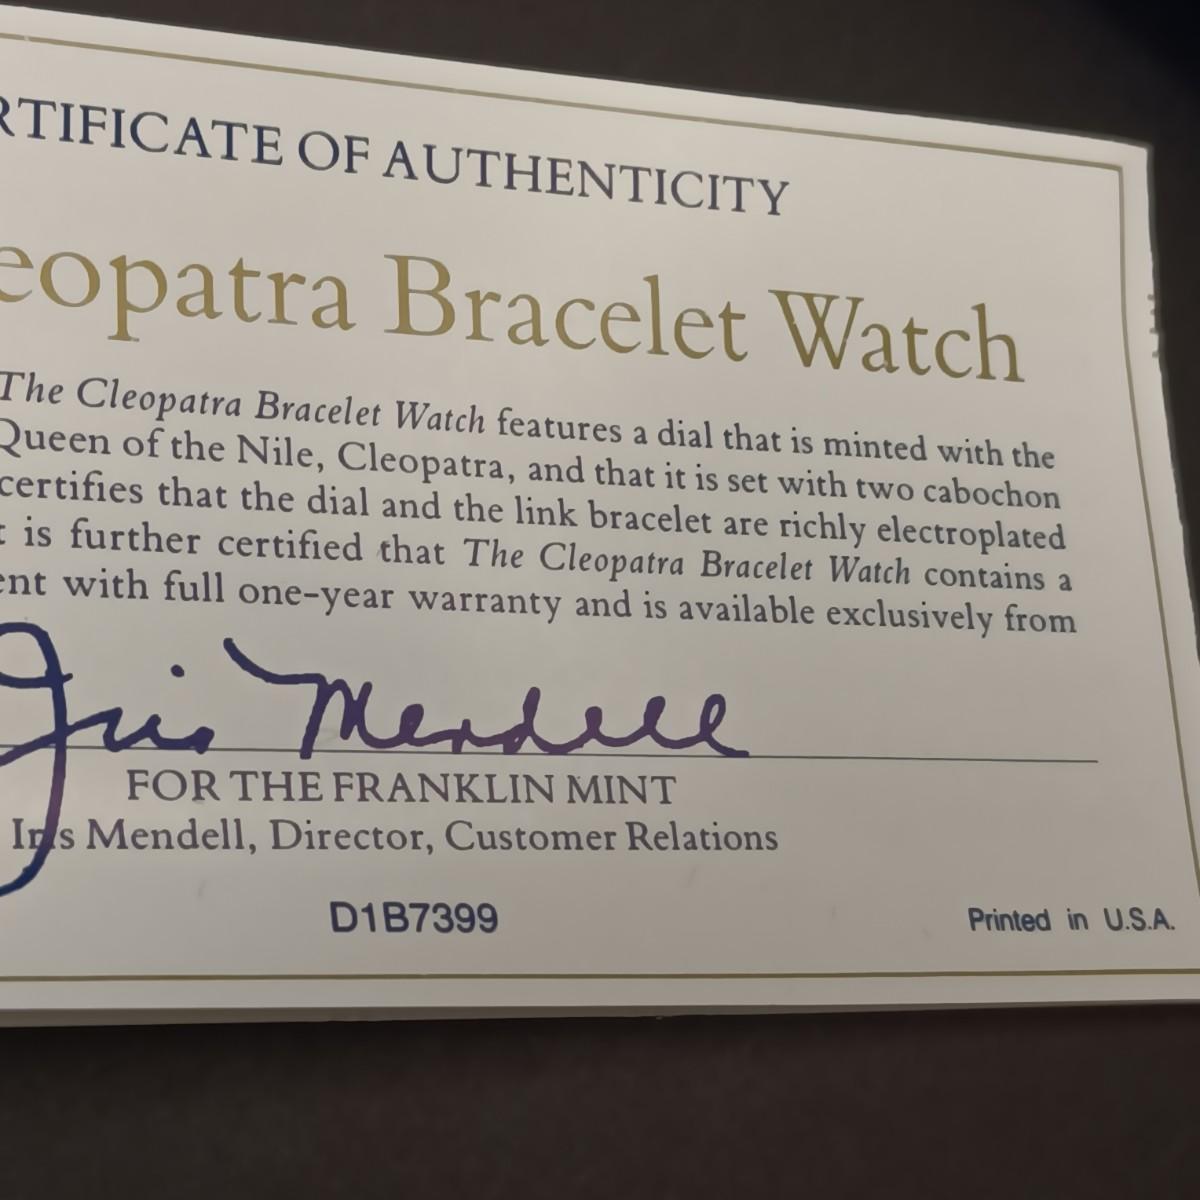 RTIFICATE OF AUTHENTICITY
eopatra Bracelet Watch
The Cleopatra Bracelet Watch features a dial that is minted with the
Queen of the Nile, Cleopatra, and that it is set with two cabochon
certifies that the dial and the link bracelet are richly electroplated
t is further certified that The Cleopatra Bracelet Watch contains a
ent with full one-year warranty and is available exclusively from
Iris Mendell
FOR THE FRANKLIN MINT
Iris Mendell, Director, Customer Relations
D1B7399
Printed in U.S.A.